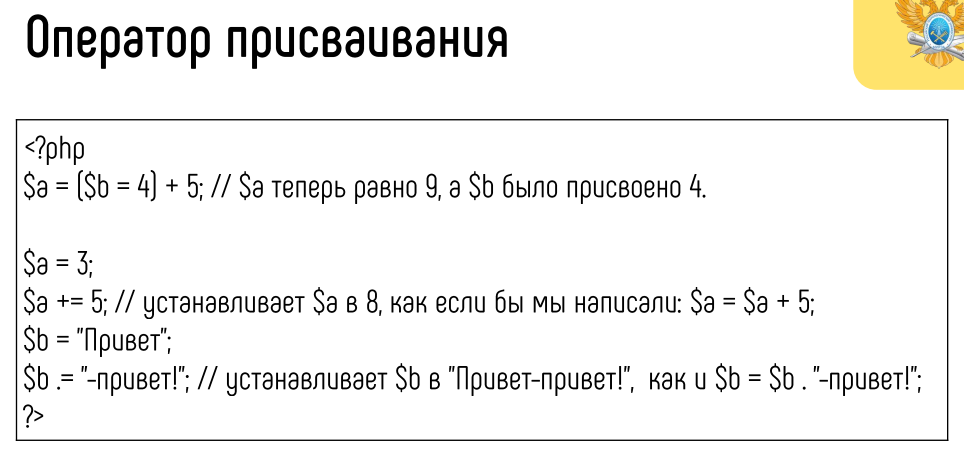 Оператор присваивания
<?php
$a = ($b = 4) + 5; // $a теперь равно 9, а $b было присвоено 4.
$a = 3;
$a += 5; // устанавливает $a в 8, как если бы мы написали: $a = $a + 5;
$b = "Привет";
$b .= "-привет!"; // устанавливает $b в "Привет-привет!", как и $b = $b . "-привет!";
?>